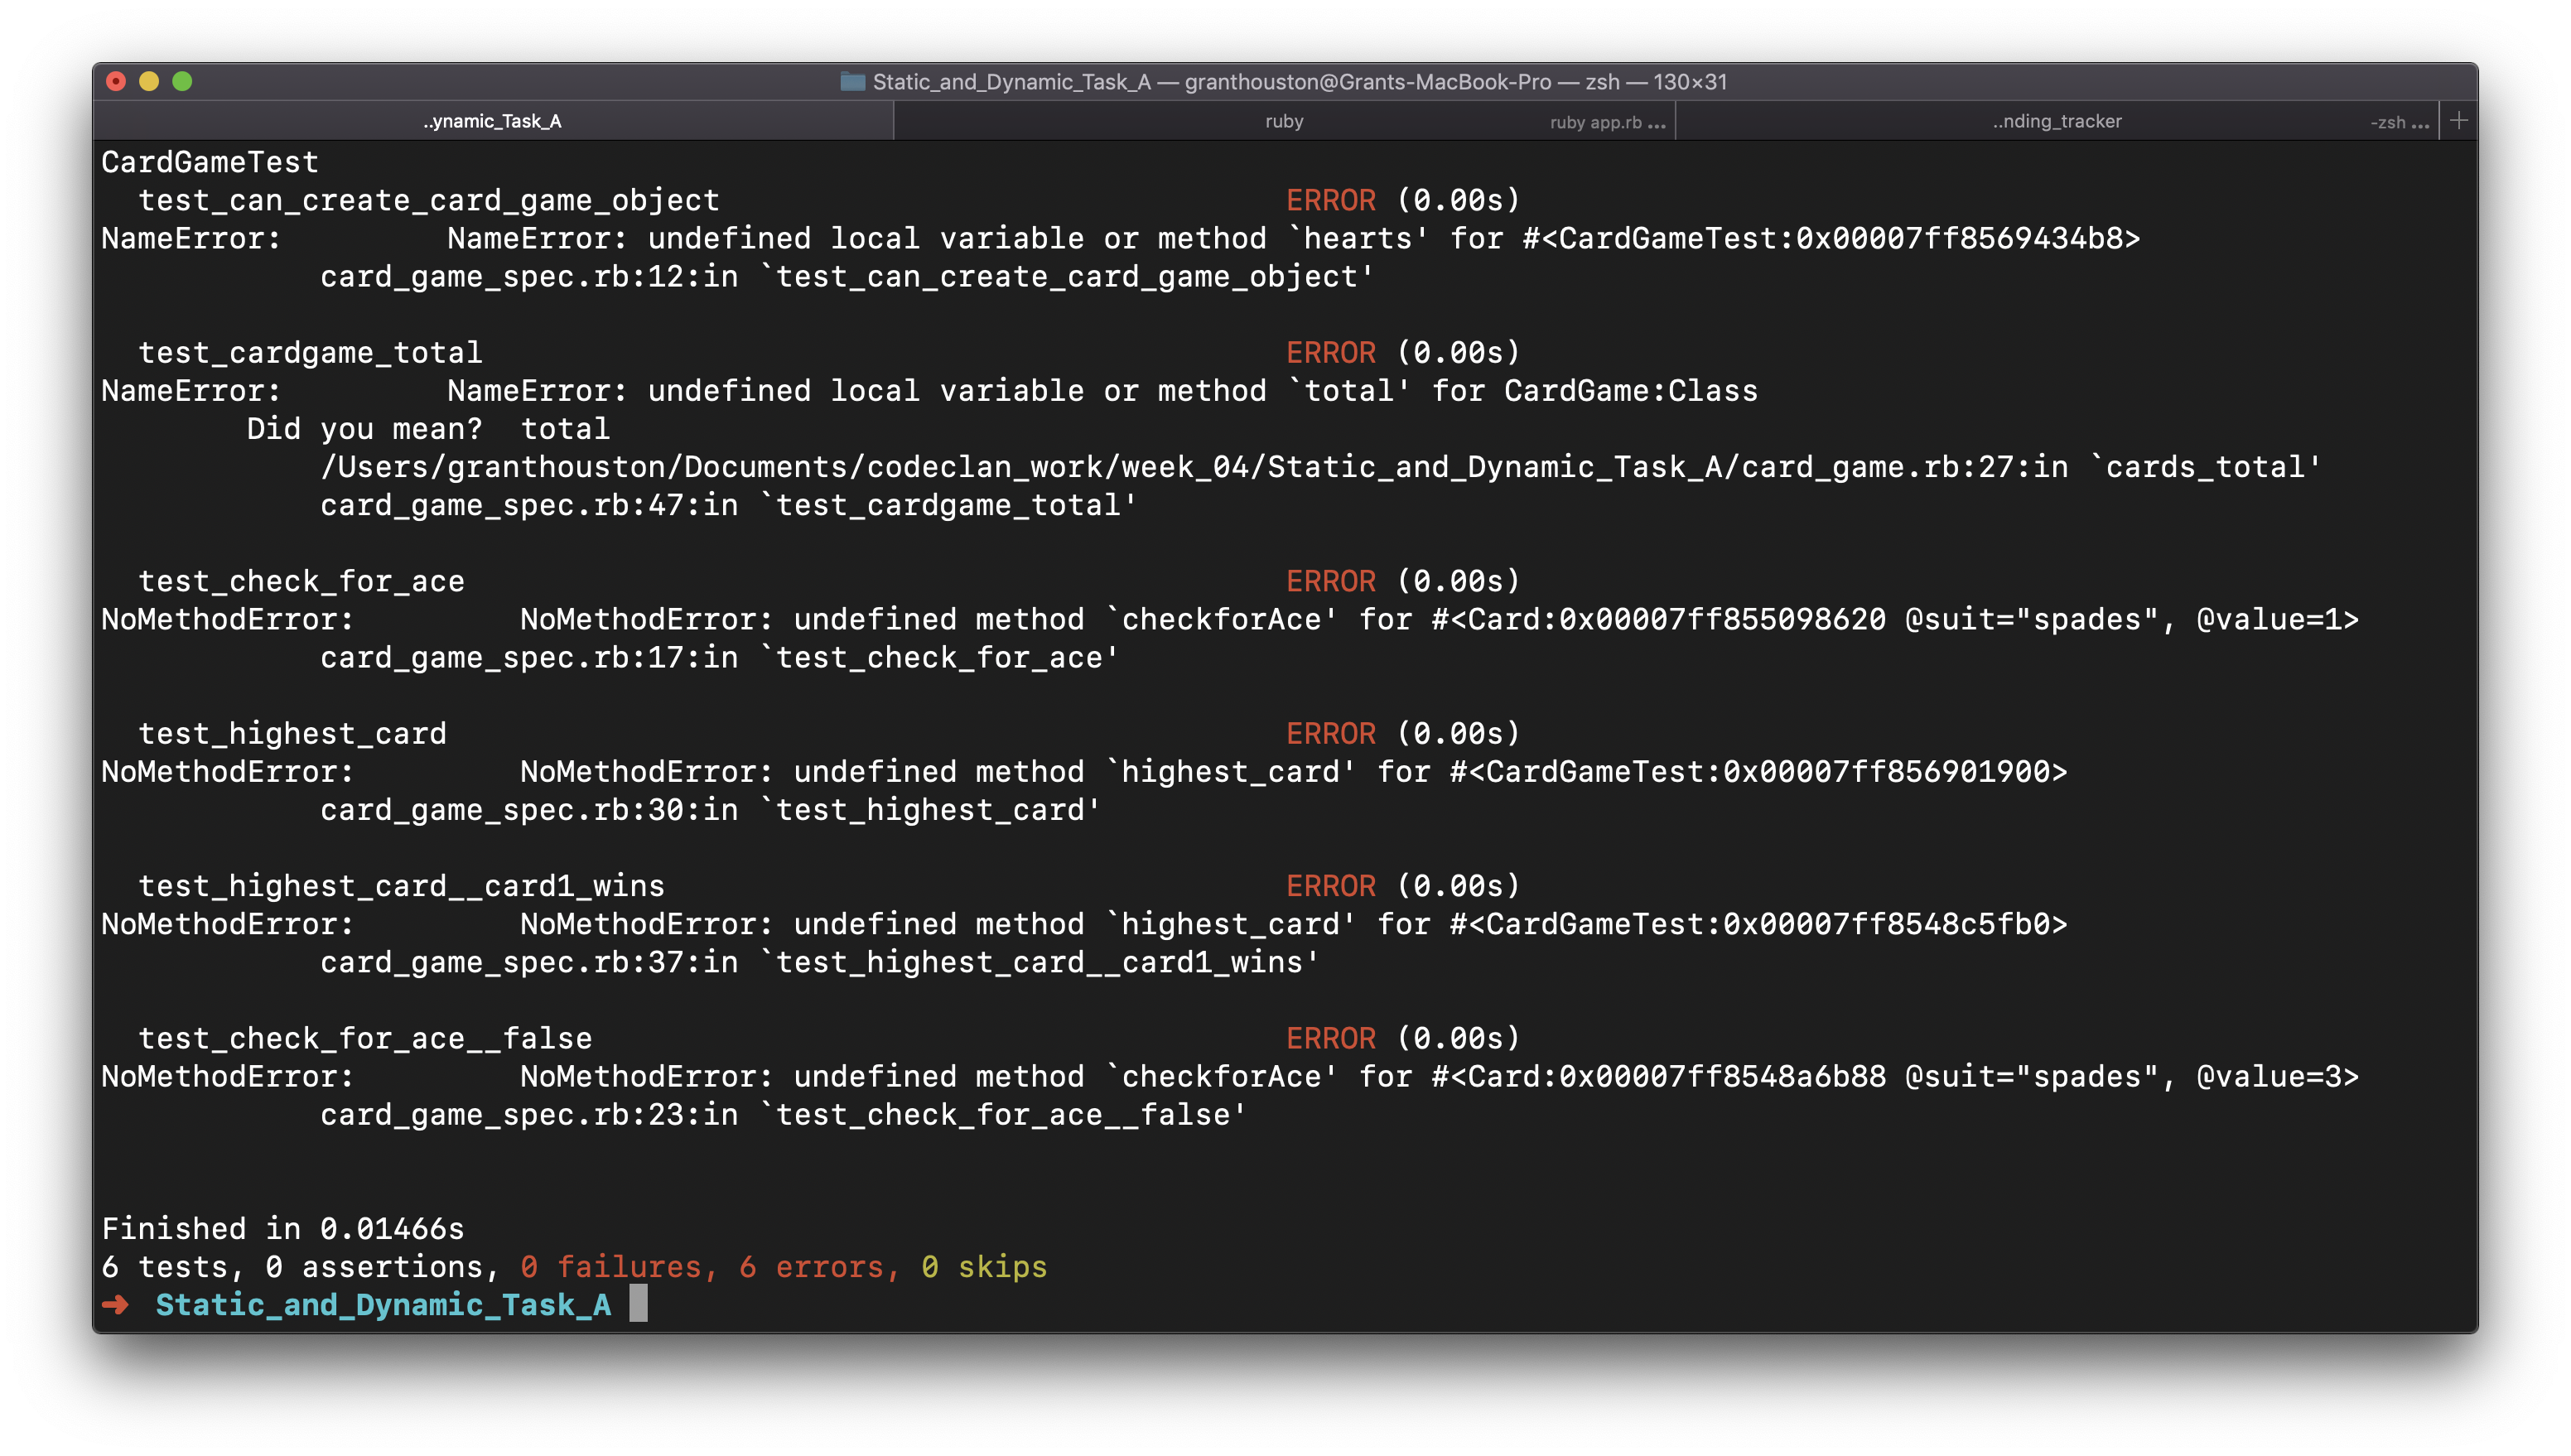 Static_and_Dynamic_Task_A — granthouston@Grants-MacBook-Pro — zsh — 130×31
..ynamic_Task_A ruby ruby app.rb ... ..nding_tracker -zsh ... +
CardGameTest
test_can_create_card_game_object ERROR (0.00s)
NameError: NameError: undefined local variable or method `hearts' for #<CardGameTest:0x00007ff8569434b8>
card_game_spec.rb:12:in `test_can_create_card_game_object'
test_cardgame_total ERROR (0.00s)
NameError: NameError: undefined local variable or method `total' for CardGame:Class
Did you mean?  total
/Users/granthouston/Documents/codeclan_work/week_04/Static_and_Dynamic_Task_A/card_game.rb:27:in `cards_total'
card_game_spec.rb:47:in `test_cardgame_total'
test_check_for_ace ERROR (0.00s)
NoMethodError: NoMethodError: undefined method `checkforAce' for #<Card:0x00007ff855098620 @suit="spades", @value=1>
card_game_spec.rb:17:in `test_check_for_ace'
test_highest_card ERROR (0.00s)
NoMethodError: NoMethodError: undefined method `highest_card' for #<CardGameTest:0x00007ff856901900>
card_game_spec.rb:30:in `test_highest_card'
test_highest_card__card1_wins ERROR (0.00s)
NoMethodError: NoMethodError: undefined method `highest_card' for #<CardGameTest:0x00007ff8548c5fb0>
card_game_spec.rb:37:in `test_highest_card__card1_wins'
test_check_for_ace__false ERROR (0.00s)
NoMethodError: NoMethodError: undefined method `checkforAce' for #<Card:0x00007ff8548a6b88 @suit="spades", @value=3>
card_game_spec.rb:23:in `test_check_for_ace__false'
Finished in 0.01466s
6 tests, 0 assertions, 0 failures, 6 errors, 0 skips
➜ Static_and_Dynamic_Task_A